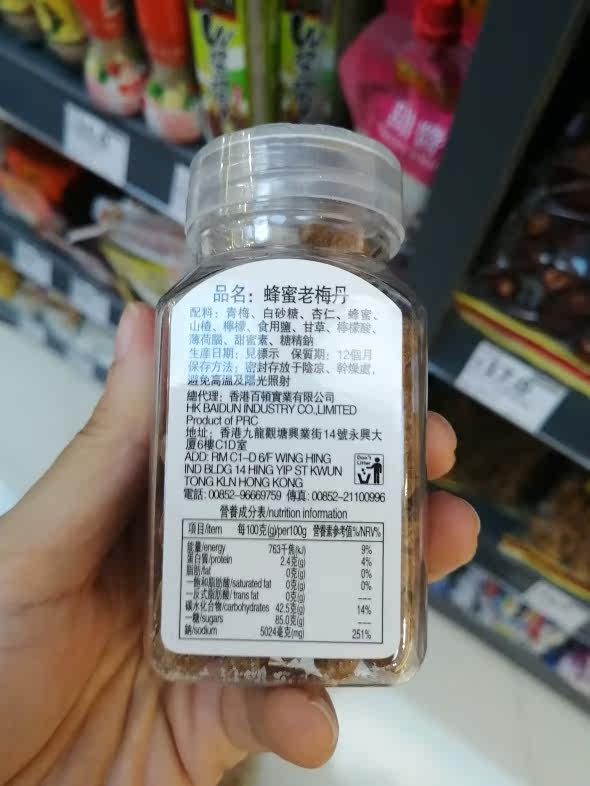 品名：蜂蜜老梅丹
配料：青梅、白砂糖、杏仁、蜂蜜、
山楂、檸檬、食用鹽、甘草、檸檬酸、
薄荷腦、甜蜜素、糖精鈉
生産日期：見標示 保質期：12個月
保存方法：密封存放于陰凉、幹燥處，
避免高温及陽光照射
總代理：香港百頓實業有限公司
HK BAIDUN INDUSTRY CO.,LIMITED
Product of PRC
地址：香港九龍觀塘興業街14號永興大
厦6樓C1D室
ADD: RM C1-D 6/F WING HING
IND BLDG 14 HING YIP ST KWUN
TONG KLN HONG KONG
Don't Litter
電話: 00852-96669759 傳真: 00852-21100996
營養成分表/nutrition information
項目/item 每100克(g)/per100g 營養素參考值%/NRV%
能量/energy 763千焦(kJ) 9%
蛋白質/protein 2.4克(g) 4%
脂肪/fat 0克(g) 0%
一飽和脂肪酸/saturated fat 0克(g) 0%
一反式脂肪酸/trans fat 0克(g) ----
碳水化合物/carbohydrates 42.5克(g) 14%
一糖/sugars 85.0克(g) ----
鈉/sodium 5024毫克(mg) 251%